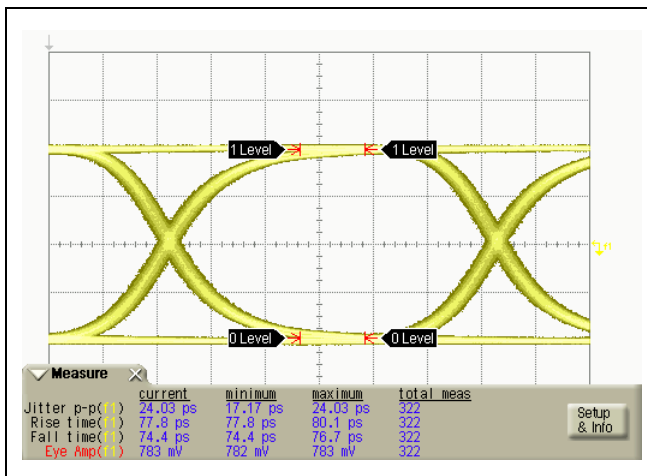 1 Level 1 Level
0 Level 0 Level
Measure
current minimum maximum total meas
Jitter p-p(f1) 24.03 ps 17.17 ps 24.03 ps 322
Rise time(f1) 77.8 ps 77.8 ps 80.1 ps 322
Fall time(f1) 74.4 ps 74.4 ps 76.7 ps 322
Eye Amp(f1) 783 mV 782 mV 783 mV 322
Setup
& Info